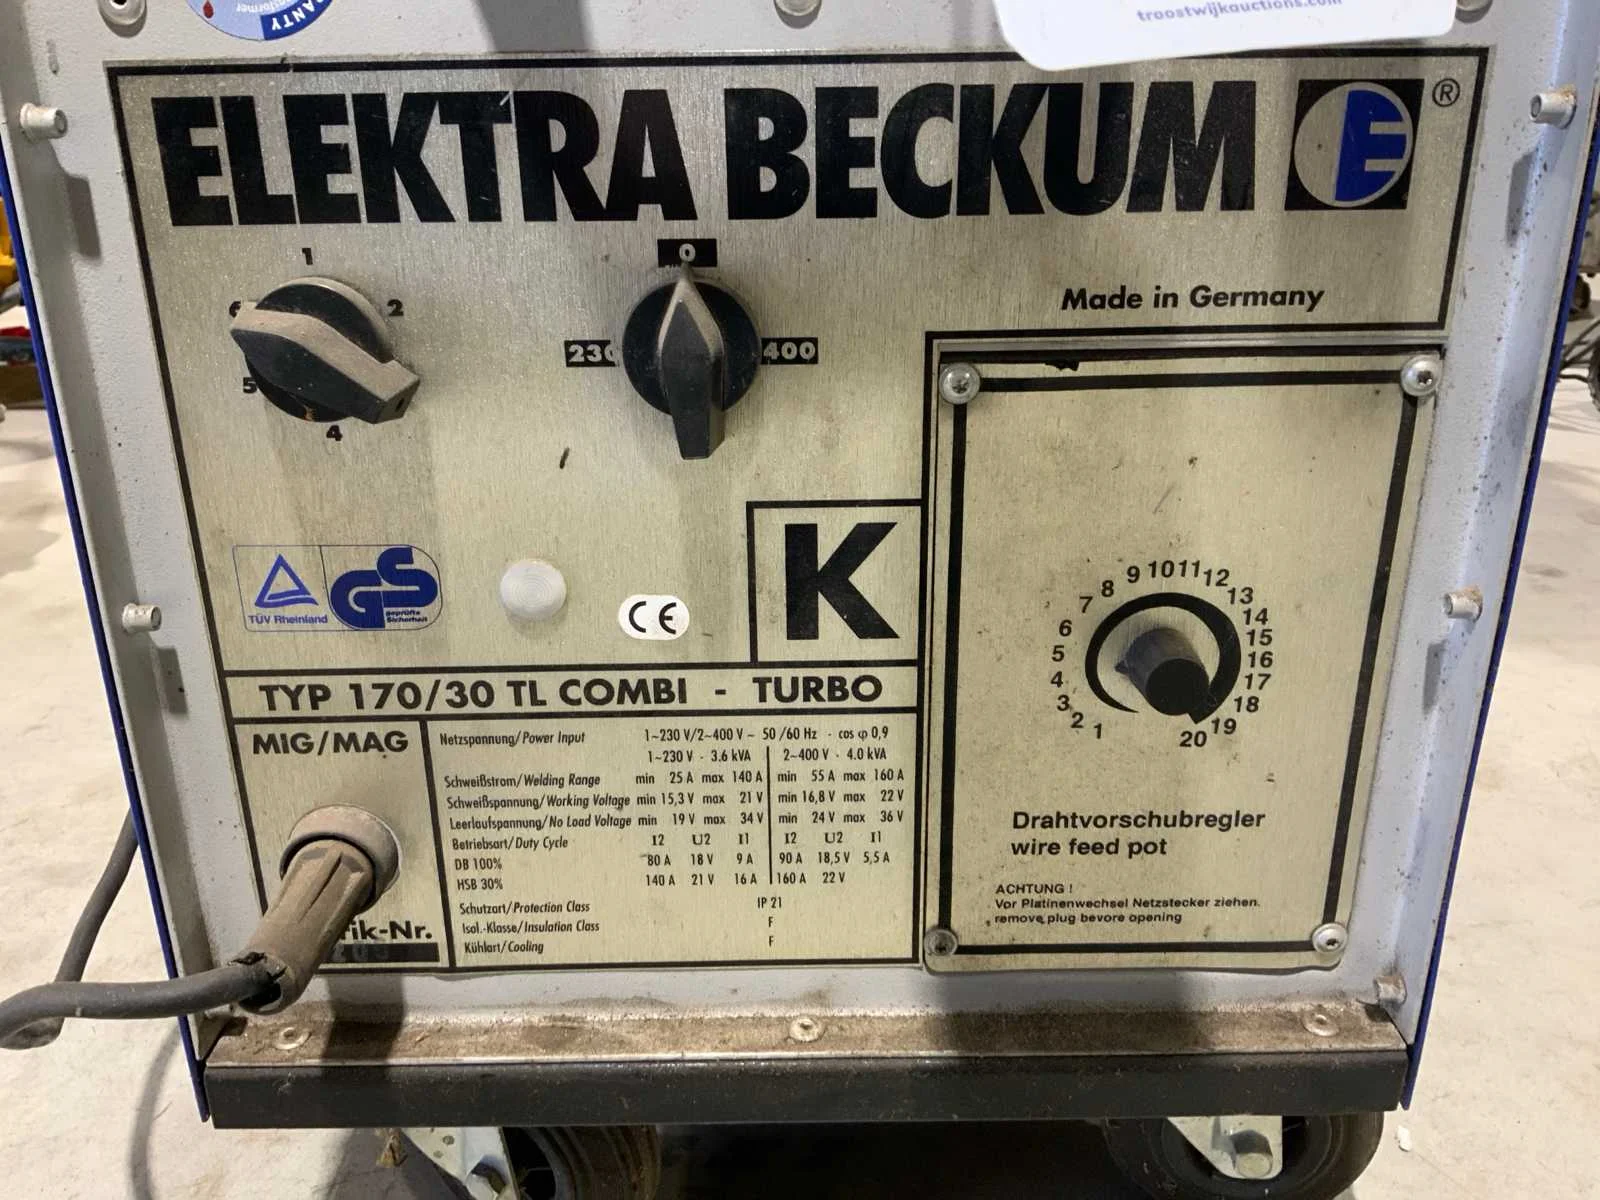 ANTY
ansformer
troostwijkauctions.com
ELEKTRA BECKUM E ®
1
2
4
5
0
230
400
Made in Germany
TÜV Rheinland
GS
geprüfte
Sicherheit
CE
K
TYP 170/30 TL COMBI - TURBO
MIG/MAG
Netzspannung/Power Input 1~230 V/2~400 V ~ 50 /60 Hz - cos φ 0,9
1~230 V - 3.6 kVA 2~400 V - 4.0 kVA
Schweißstrom/Welding Range min 25 A max 140 A min 55 A max 160 A
Schweißspannung/Working Voltage min 15,3 V max 21 V min 16,8 V max 22 V
Leerlaufspannung/No Load Voltage min 19 V max 34 V min 24 V max 36 V
Betriebsart/Duty Cycle I2 U2 I1 I2 U2 I1
DB 100% 80 A 18 V 9 A 90 A 18,5 V 5,5 A
HSB 30% 140 A 21 V 16 A 160 A 22 V
Schutzart/Protection Class IP 21
Isol.-Klasse/Insulation Class F
Kühlart/Cooling F
rik-Nr.
1 2 3 4 5 6 7 8 9 10 11 12 13 14 15 16 17 18 19 20
Drahtvorschubregler
wire feed pot
ACHTUNG !
Vor Platinenwechsel Netzstecker ziehen.
remove plug bevore opening